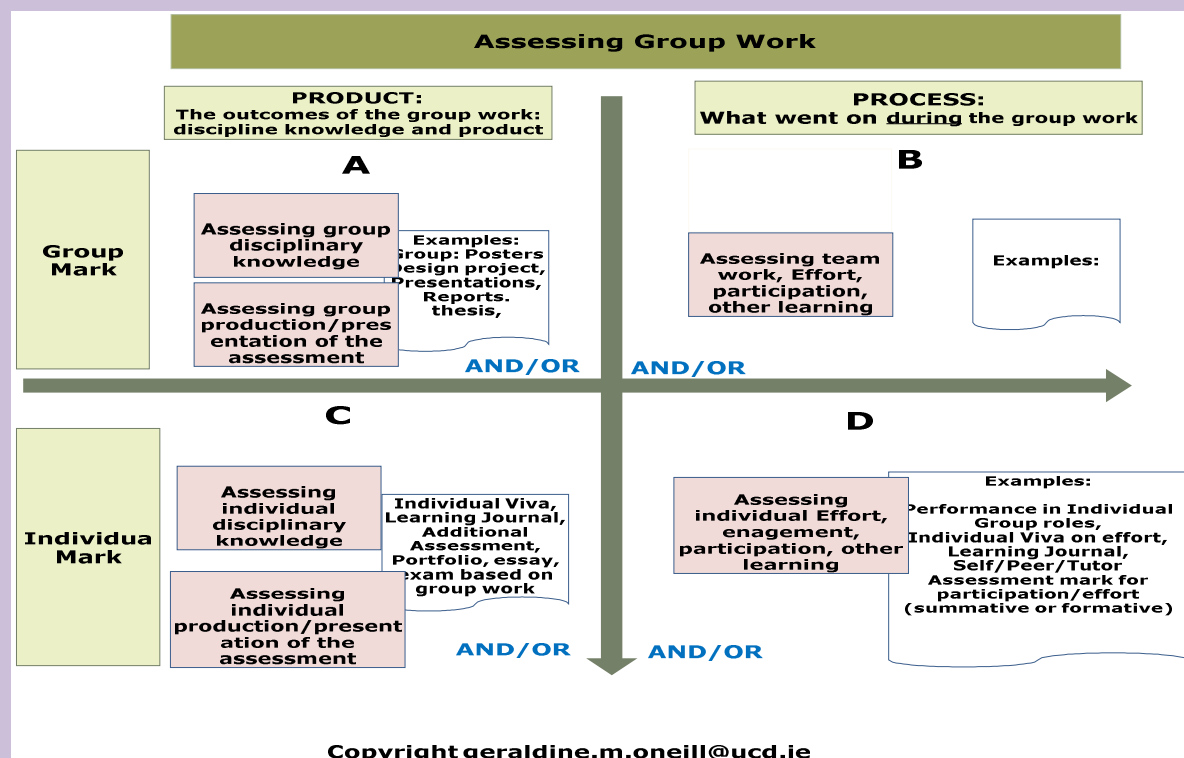 Assessing Group Work
PRODUCT:
The outcomes of the group work:
discipline knowledge and product
PROCESS:
What went on during the group work
A
B
Group
Mark
Assessing group
disciplinary
knowledge
Assessing group
production/pres
entation of the
assessment
Examples:
Group: Posters
Design project,
Presentations,
Reports.
thesis,
Assessing team
work, Effort,
participation,
other learning
Examples:
AND/OR
AND/OR
C
D
Individua
Mark
Assessing
individual
disciplinary
knowledge
Assessing
individual
production/present
ation of the
assessment
Individual Viva,
Learning Journal,
Additional
Assessment,
Portfolio, essay,
exam based on
group work
Assessing
individual Effort,
enagement,
participation, other
learning
Examples:
Performance in Individual
Group roles,
Individual Viva on effort,
Learning Journal,
Self/Peer/Tutor
Assessment mark for
participation/effort
(summative or formative)
AND/OR
AND/OR
Copyright geraldine.m.oneill@ucd.ie